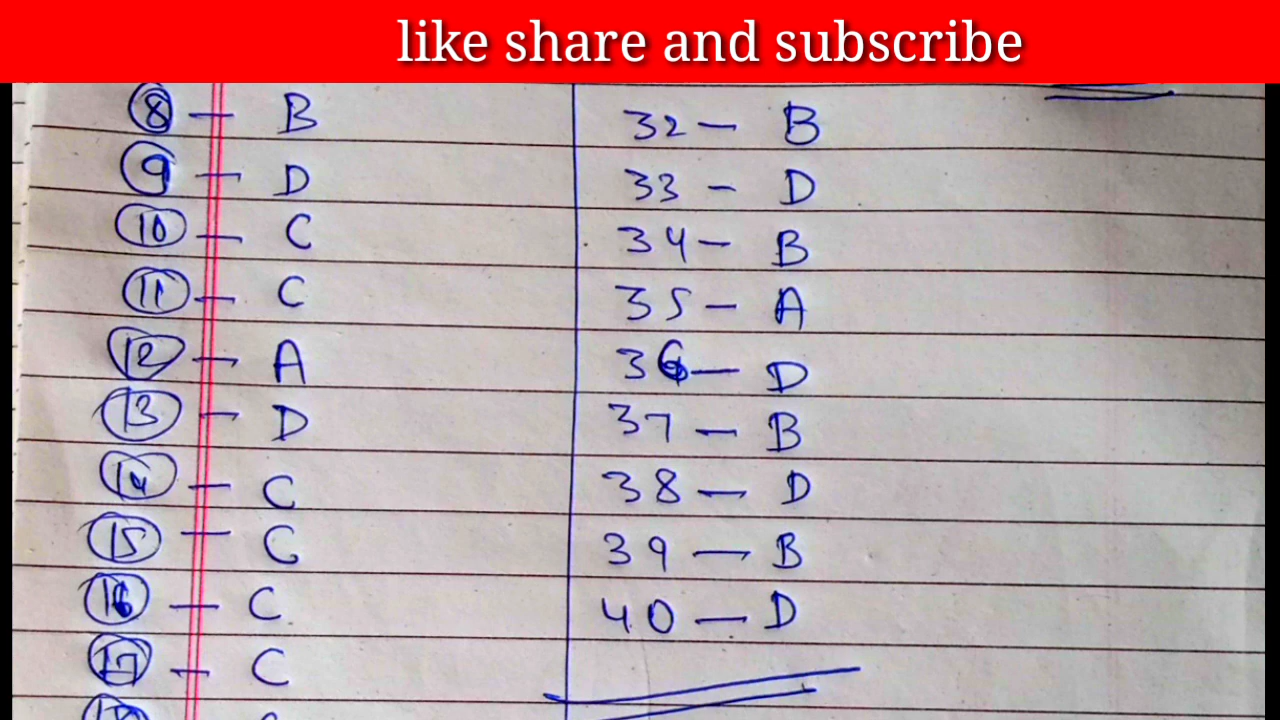 like share and subscribe
8 — B
9 — D
10 — C
11 — C
12 — A
13 — D
14 — C
15 — C
16 — C
17 — C
32 — B
33 — D
34 — B
35 — A
36 — D
37 — B
38 — D
39 — B
40 — D